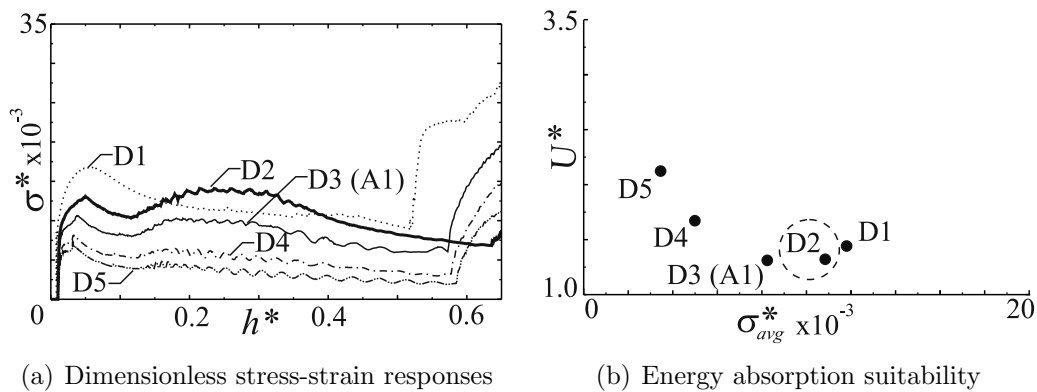 35
σ* x10⁻³
D1
D2
D3 (A1)
D4
D5
0
0.2
h*
0.4
0.6
(a) Dimensionless stress-strain responses
3.5
U*
D5
D4
D3 (A1)
D2
D1
1.0
0
σ*avg x10⁻³
20
(b) Energy absorption suitability